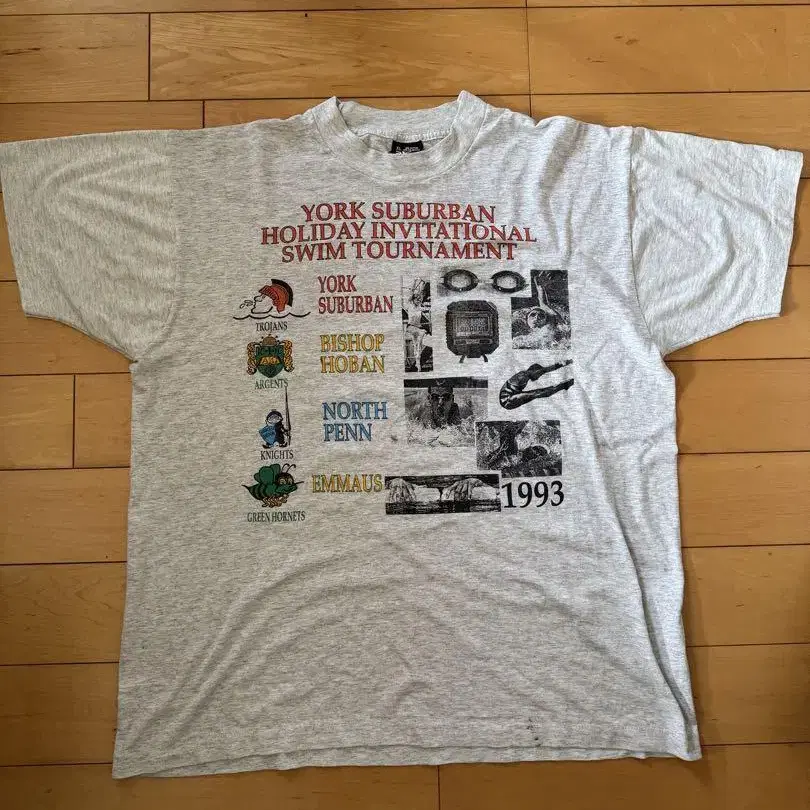 YORK SUBURBAN
HOLIDAY INVITATIONAL
SWIM TOURNAMENT
YORK
SUBURBAN
TROJANS
BISHOP
HOBAN
ARGENTS
NORTH
PENN
KNIGHTS
EMMAUS
GREEN HORNETS
1993